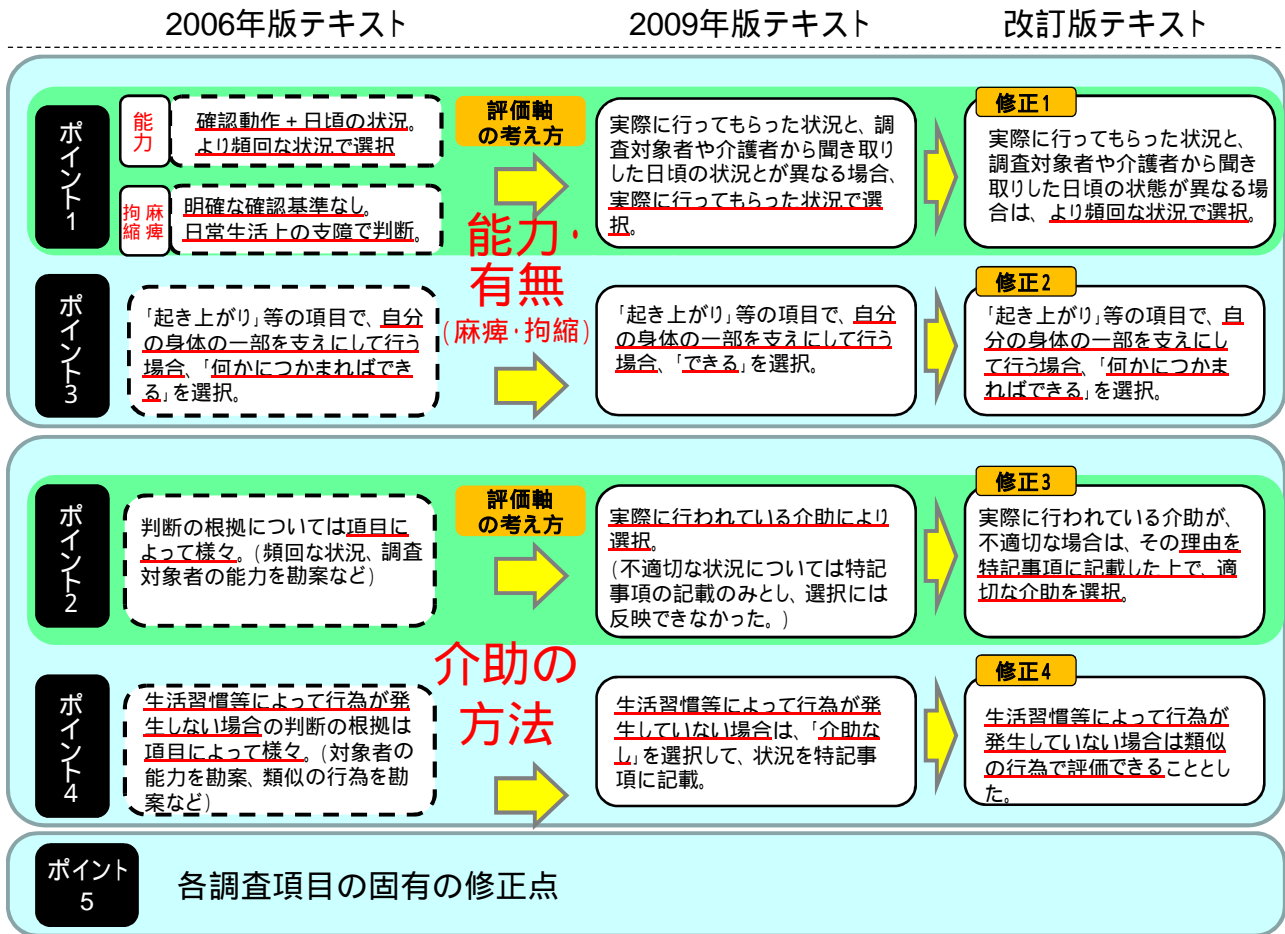 2006年版テキスト
2009年版テキスト
改訂版テキスト
ポイント1
能力
確認動作+日頃の状況。
より頻回な状況で選択
拘縮 麻痺
明確な確認基準なし。
日常生活上の支障で判断。
評価軸
の考え方
実際に行ってもらった状況と、調
査対象者や介護者から聞き取り
した日頃の状況とが異なる場合、
実際に行ってもらった状況で選
択。
修正1
実際に行ってもらった状況と、
調査対象者や介護者から聞き
取りした日頃の状態が異なる場
合は、より頻回な状況で選択。
能力・
有無
(麻痺・拘縮)
ポイント3
「起き上がり」等の項目で、自分
の身体の一部を支えにして行う
場合、「何かにつかまればでき
る」を選択。
「起き上がり」等の項目で、自分
の身体の一部を支えにして行う
場合、「できる」を選択。
修正2
「起き上がり」等の項目で、自
分の身体の一部を支えにし
て行う場合、「何かにつかま
ればできる」を選択。
ポイント2
判断の根拠については項目に
よって様々。(頻回な状況、調査
対象者の能力を勘案など)
評価軸
の考え方
実際に行われている介助により
選択。
(不適切な状況については特記
事項の記載のみとし、選択には
反映できなかった。)
修正3
実際に行われている介助が、
不適切な場合は、その理由を
特記事項に記載した上で、適
切な介助を選択。
介助の
方法
ポイント4
生活習慣等によって行為が発
生しない場合の判断の根拠は
項目によって様々。(対象者の
能力を勘案、類似の行為を勘
案など)
生活習慣等によって行為が発
生していない場合は、「介助な
し」を選択して、状況を特記事
項に記載。
修正4
生活習慣等によって行為が
発生していない場合は類似
の行為で評価できることとし
た。
ポイント
5
各調査項目の固有の修正点